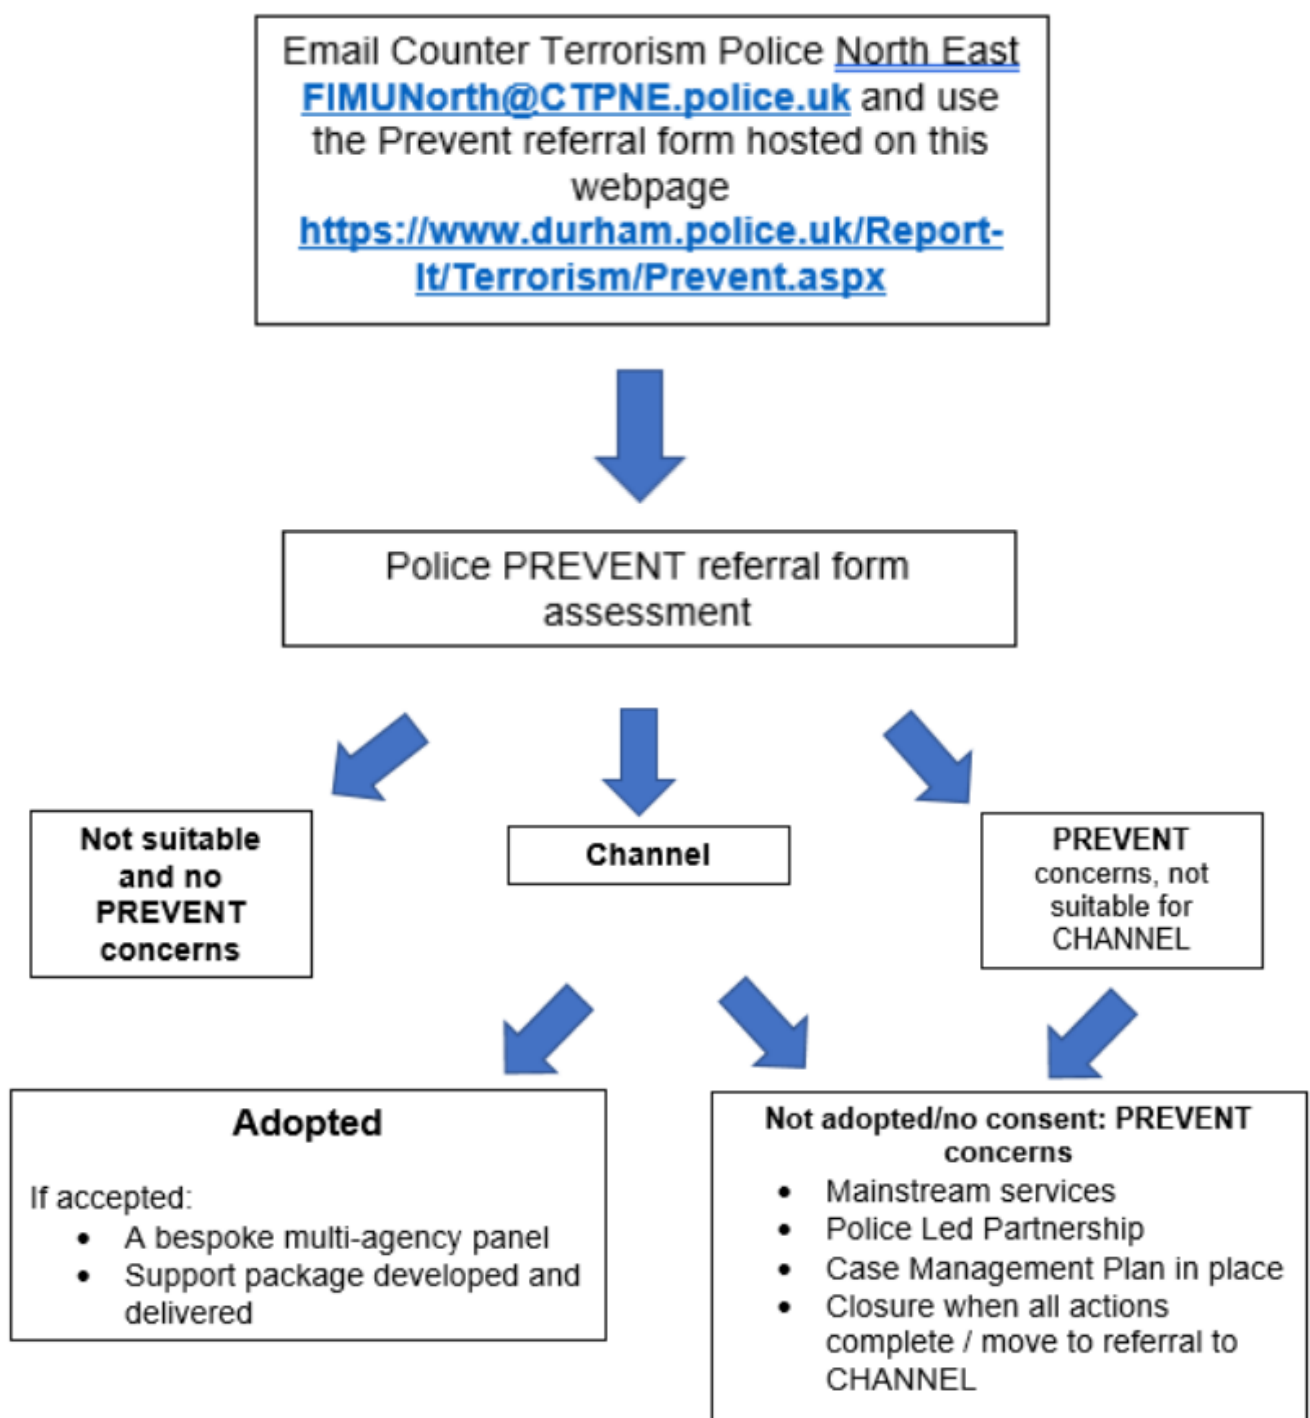 Email Counter Terrorism Police North East
FIMUNorth@CTPNE.police.uk and use
the Prevent referral form hosted on this
webpage
https://www.durham.police.uk/Report-
It/Terrorism/Prevent.aspx
Police PREVENT referral form
assessment
Not suitable
and no
PREVENT
concerns
Channel
PREVENT
concerns, not
suitable for
CHANNEL
Adopted
If accepted:
• A bespoke multi-agency panel
• Support package developed and
delivered
Not adopted/no consent: PREVENT
concerns
• Mainstream services
• Police Led Partnership
• Case Management Plan in place
• Closure when all actions
complete / move to referral to
CHANNEL